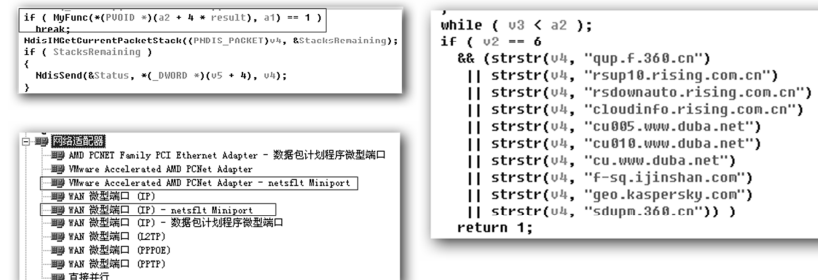 if ( MyFunc(*(PUOID *)(a2 + 4 * result), a1) == 1 )
break;
NdisIMGetCurrentPacketStack((PNDIS_PACKET)v4, &StacksRemaining);
if ( StacksRemaining )
{
NdisSend(&Status, *(_DWORD *)(v5 + 4), v4);
}
网络适配器
AMD PCNET Family PCI Ethernet Adapter - 数据包计划程序微型端口
VMware Accelerated AMD PCNet Adapter
VMware Accelerated AMD PCNet Adapter - netsflt Miniport
WAN 微型端口 (IP)
WAN 微型端口 (IP) - netsflt Miniport
WAN 微型端口 (IP) - 数据包计划程序微型端口
WAN 微型端口 (L2TP)
WAN 微型端口 (PPPOE)
WAN 微型端口 (PPTP)
直接并行
while ( v3 < a2 );
if ( v2 == 6
&& (strstr(v4, "qup.f.360.cn")
|| strstr(v4, "rsup10.rising.com.cn")
|| strstr(v4, "rsdownauto.rising.com.cn")
|| strstr(v4, "cloudinfo.rising.com.cn")
|| strstr(v4, "cu005.www.duba.net")
|| strstr(v4, "cu010.www.duba.net")
|| strstr(v4, "cu.www.duba.net")
|| strstr(v4, "f-sq.ijinshan.com")
|| strstr(v4, "geo.kaspersky.com")
|| strstr(v4, "sdupm.360.cn")) )
return 1;